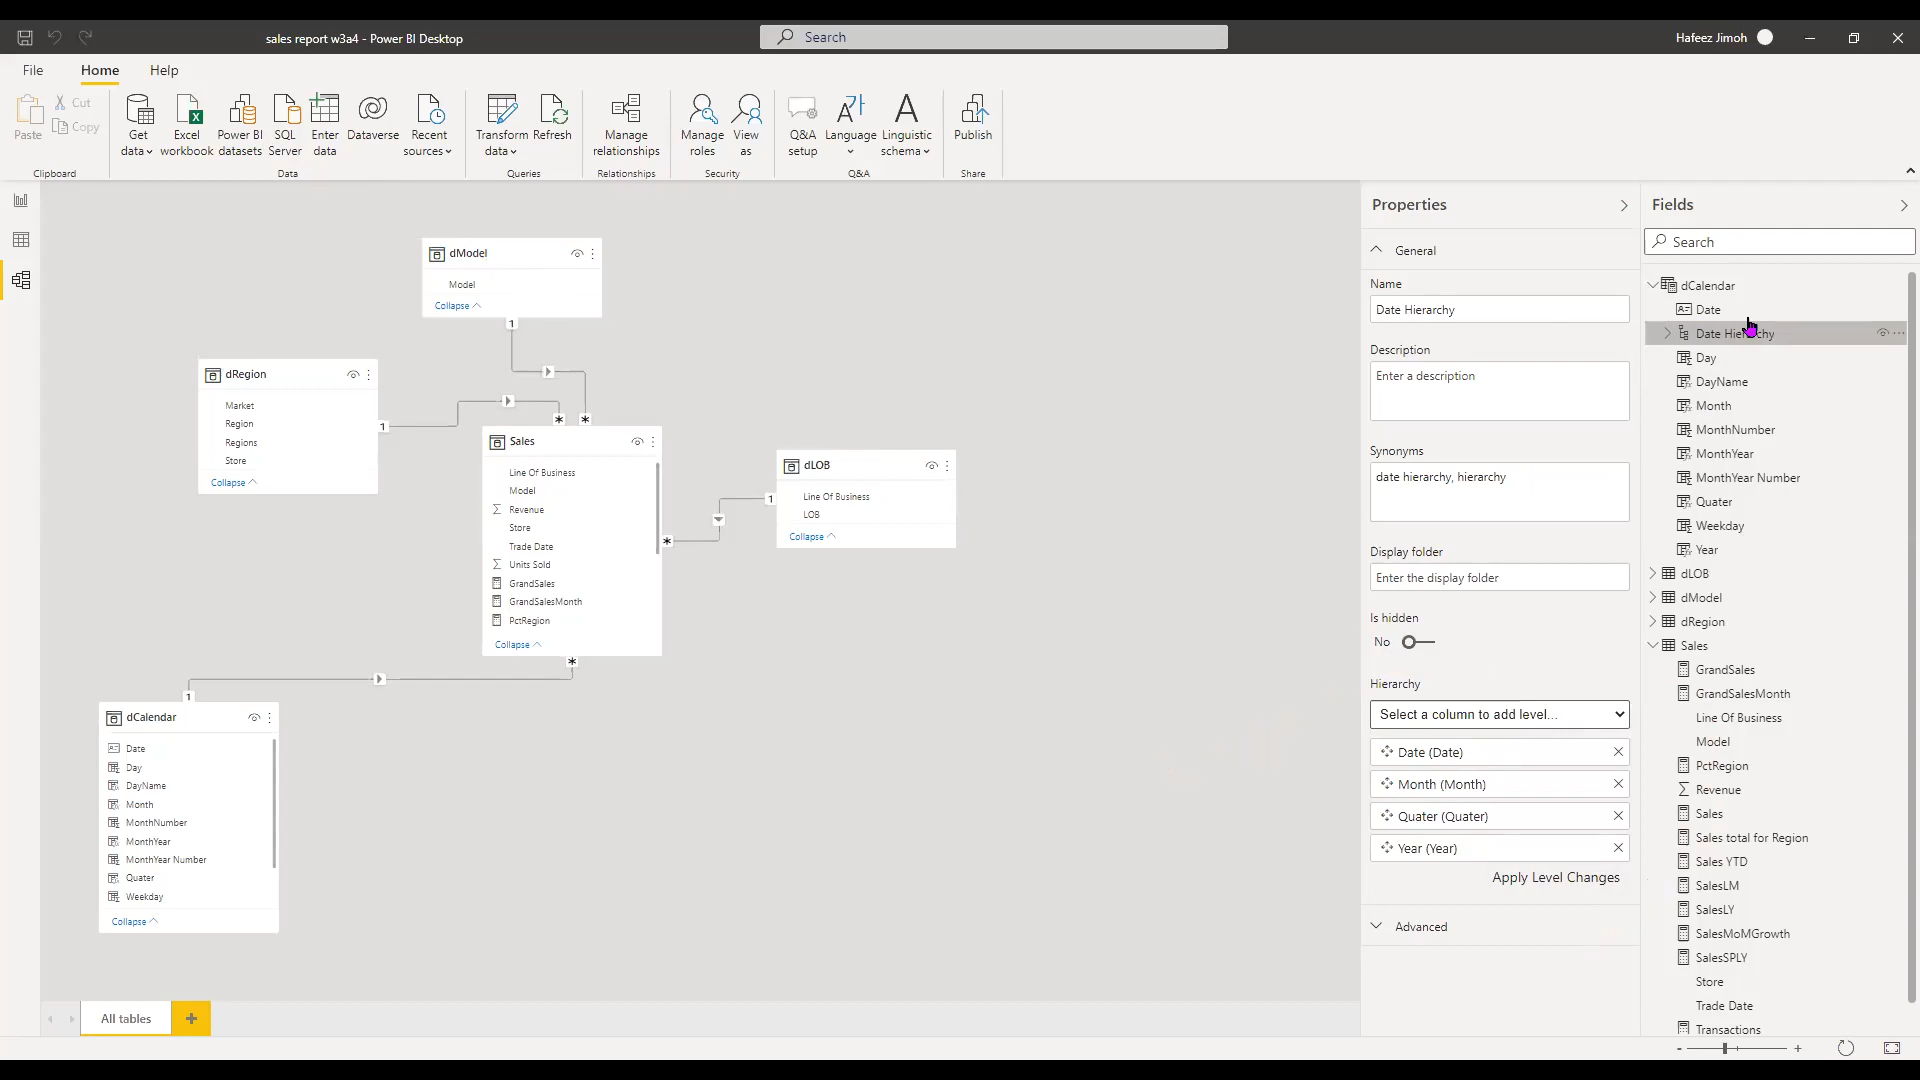 sales report w3a4 - Power BI Desktop
Search
Hafeez Jimoh
File
Home
Help
Paste
Cut
Copy
Clipboard
Get data
Excel workbook
Power BI datasets
SQL Server
Enter data
Dataverse
Recent sources
Data
Transform data
Refresh
Queries
Manage relationships
Relationships
Manage roles
View as
Security
Q&A setup
Language
Linguistic schema
Q&A
Publish
Share
dModel
Model
Collapse
1
dRegion
Market
Region
Regions
Store
Collapse
1
*
*
Sales
Line Of Business
Model
Revenue
Store
Trade Date
Units Sold
GrandSales
GrandSalesMonth
PctRegion
Collapse
*
*
dLOB
Line Of Business
LOB
Collapse
1
1
dCalendar
Date
Day
DayName
Month
MonthNumber
MonthYear
MonthYear Number
Quater
Weekday
Collapse
All tables
Properties
General
Name
Date Hierarchy
Description
Enter a description
Synonyms
date hierarchy, hierarchy
Display folder
Enter the display folder
Is hidden
No
Hierarchy
Select a column to add level...
Date (Date)
Month (Month)
Quater (Quater)
Year (Year)
Apply Level Changes
Advanced
Fields
Search
dCalendar
Date
Date Hierarchy
Day
DayName
Month
MonthNumber
MonthYear
MonthYear Number
Quater
Weekday
Year
dLOB
dModel
dRegion
Sales
GrandSales
GrandSalesMonth
Line Of Business
Model
PctRegion
Revenue
Sales
Sales total for Region
Sales YTD
SalesLM
SalesLY
SalesMoMGrowth
SalesSPLY
Store
Trade Date
Transactions